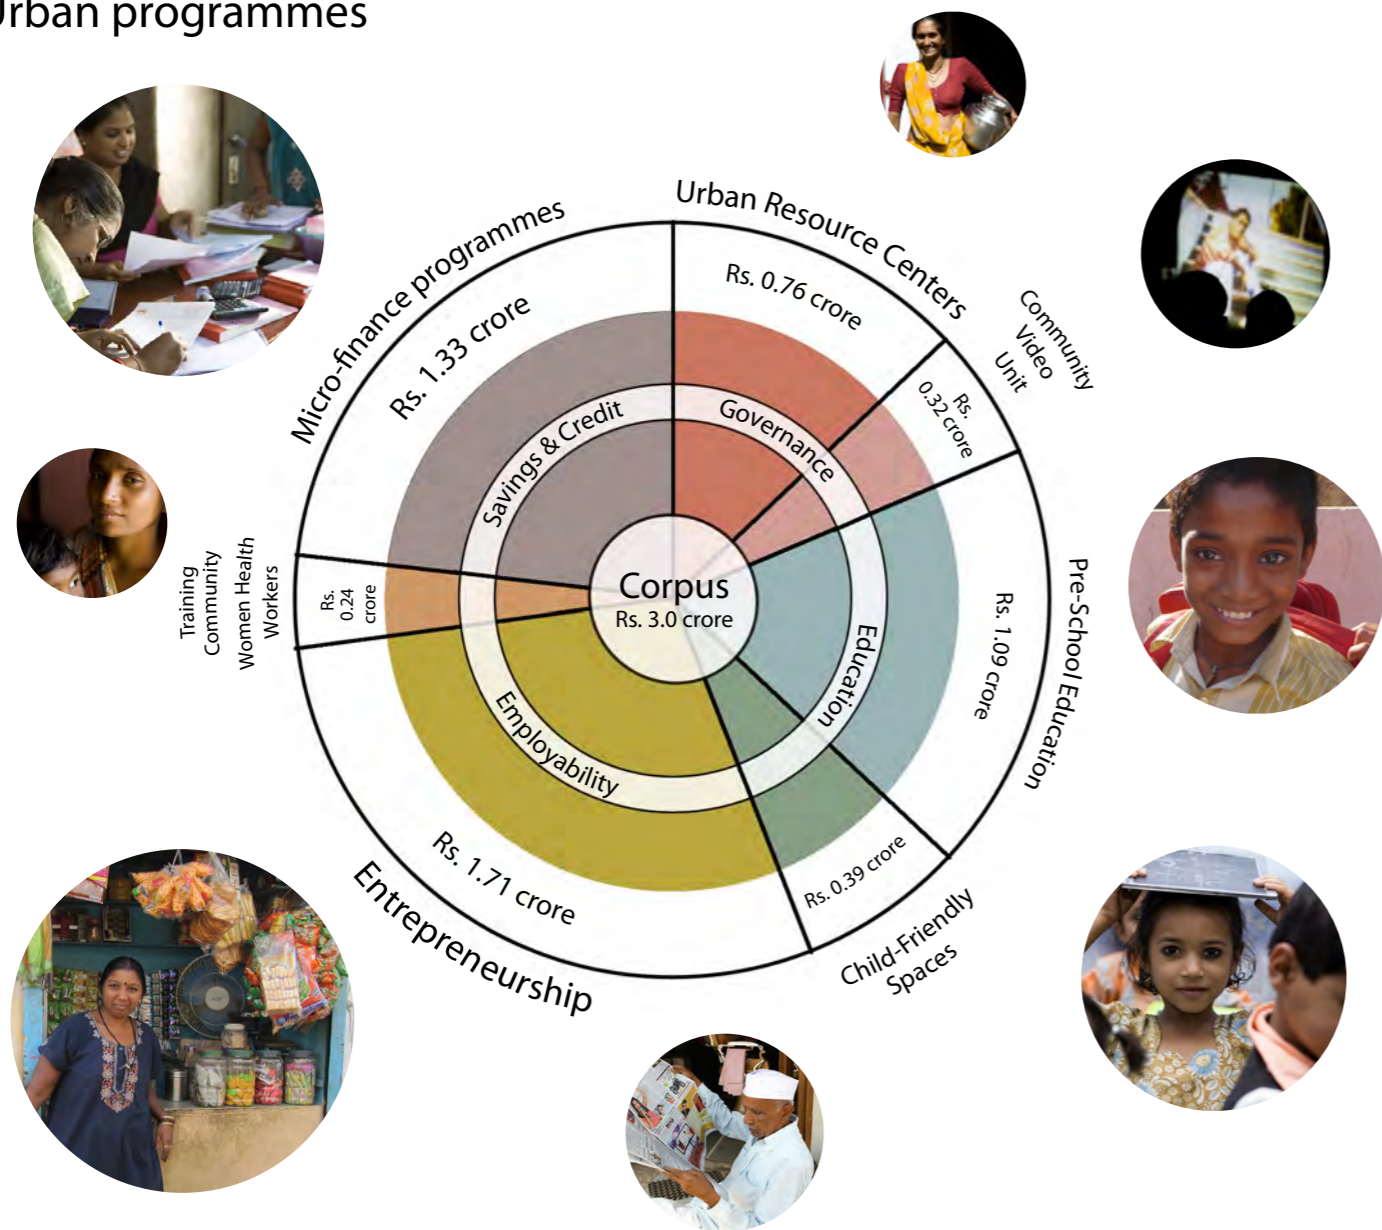 Urban programmes
Urban Resource Centers
Rs. 0.76 crore
Community
Video
Unit
Rs.
0.32 crore
Governance
Pre-School Education
Rs. 1.09 crore
Education
Child-Friendly
Spaces
Rs. 0.39 crore
Entrepreneurship
Rs. 1.71 crore
Employability
Training
Community
Women Health
Workers
Rs.
0.24
crore
Micro-finance programmes
Rs. 1.33 crore
Savings & Credit
Corpus
Rs. 3.0 crore